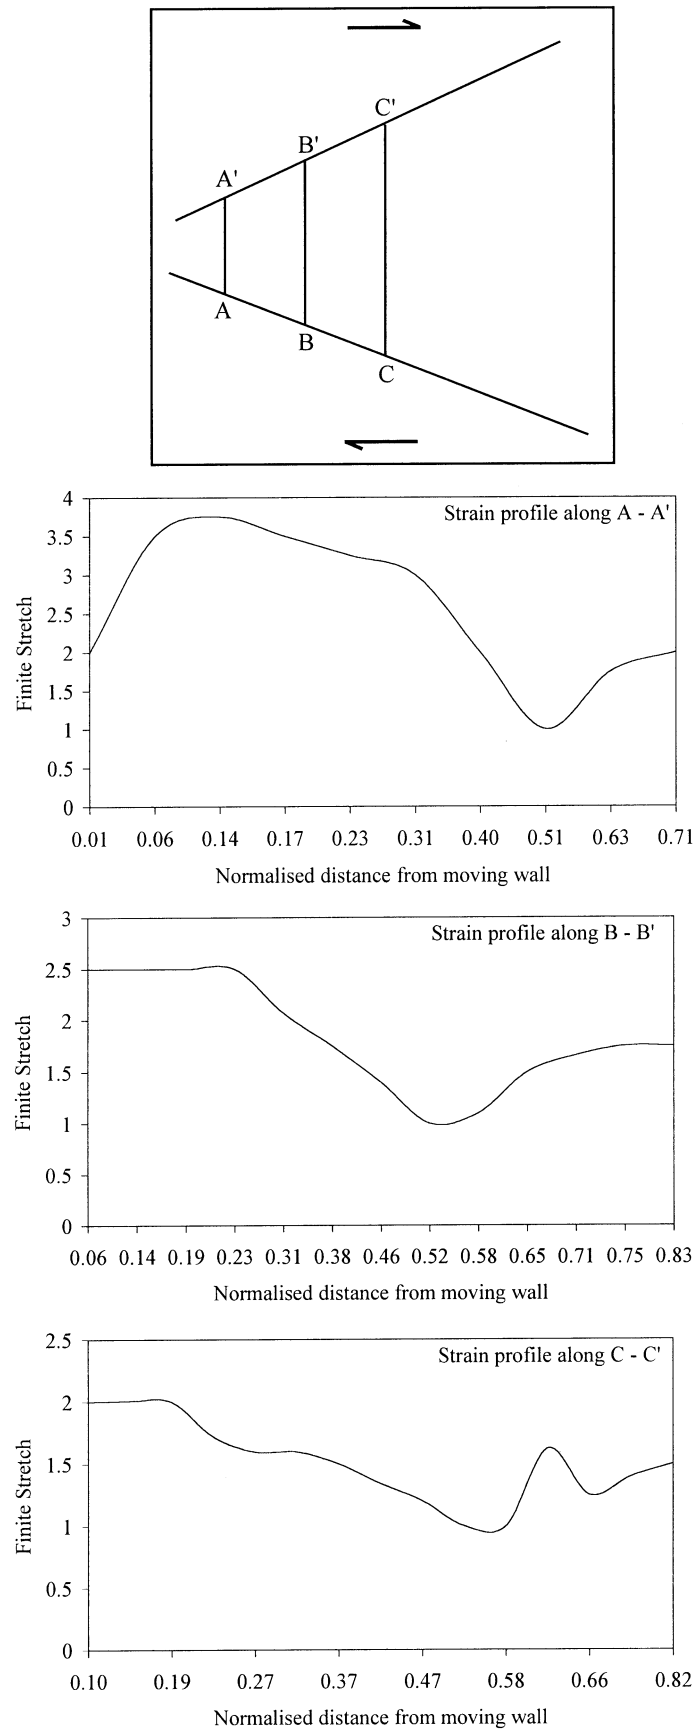 C'
B'
A'
A
B
C
4
Strain profile along A - A'
3.5
3
2.5
2
1.5
1
0.5
0
Finite Stretch
0.01 0.06 0.14 0.17 0.23 0.31 0.40 0.51 0.63 0.71
Normalised distance from moving wall
3
Strain profile along B - B'
2.5
2
1.5
1
0.5
0
Finite Stretch
0.06 0.14 0.19 0.23 0.31 0.38 0.46 0.52 0.58 0.65 0.71 0.75 0.83
Normalised distance from moving wall
2.5
Strain profile along C - C'
2
1.5
1
0.5
0
Finite Stretch
0.10 0.19 0.27 0.37 0.47 0.58 0.66 0.82
Normalised distance from moving wall